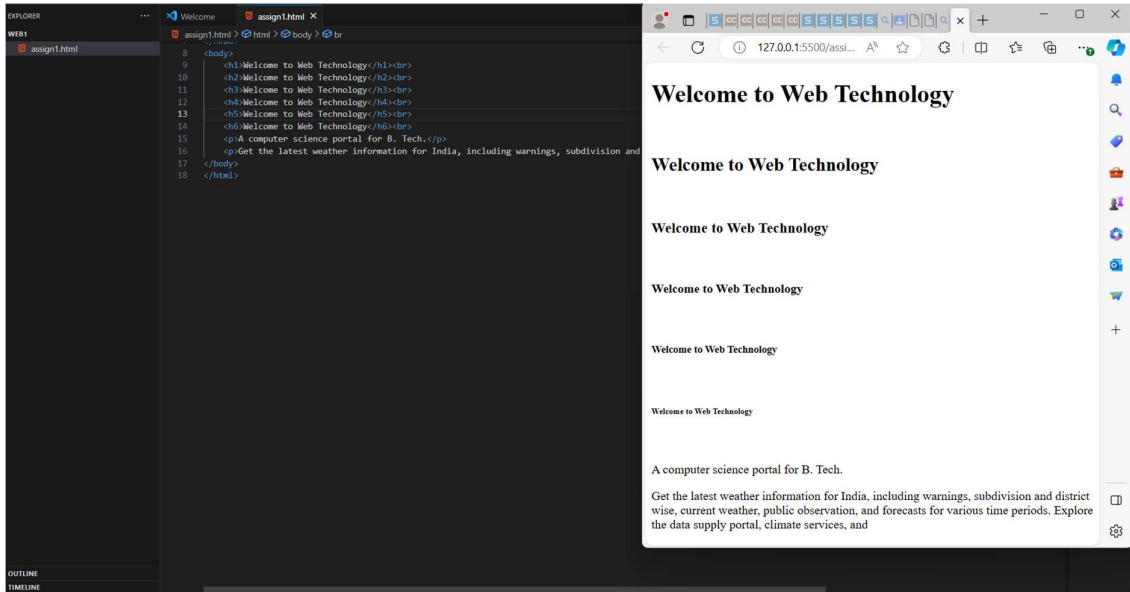 EXPLORER
WEB1
assign1.html
OUTLINE
TIMELINE
Welcome
assign1.html
assign1.html > html > body > br
7 </head>
8 <body>
9 <h1>Welcome to Web Technology</h1><br>
10 <h2>Welcome to Web Technology</h2><br>
11 <h3>Welcome to Web Technology</h3><br>
12 <h4>Welcome to Web Technology</h4><br>
13 <h5>Welcome to Web Technology</h5><br>
14 <h6>Welcome to Web Technology</h6><br>
15 <p>A computer science portal for B. Tech.</p>
16 <p>Get the latest weather information for India, including warnings, subdivision and
17 </body>
18 </html>
127.0.0.1:5500/assi...
Welcome to Web Technology
Welcome to Web Technology
Welcome to Web Technology
Welcome to Web Technology
Welcome to Web Technology
Welcome to Web Technology
A computer science portal for B. Tech.
Get the latest weather information for India, including warnings, subdivision and district
wise, current weather, public observation, and forecasts for various time periods. Explore
the data supply portal, climate services, and